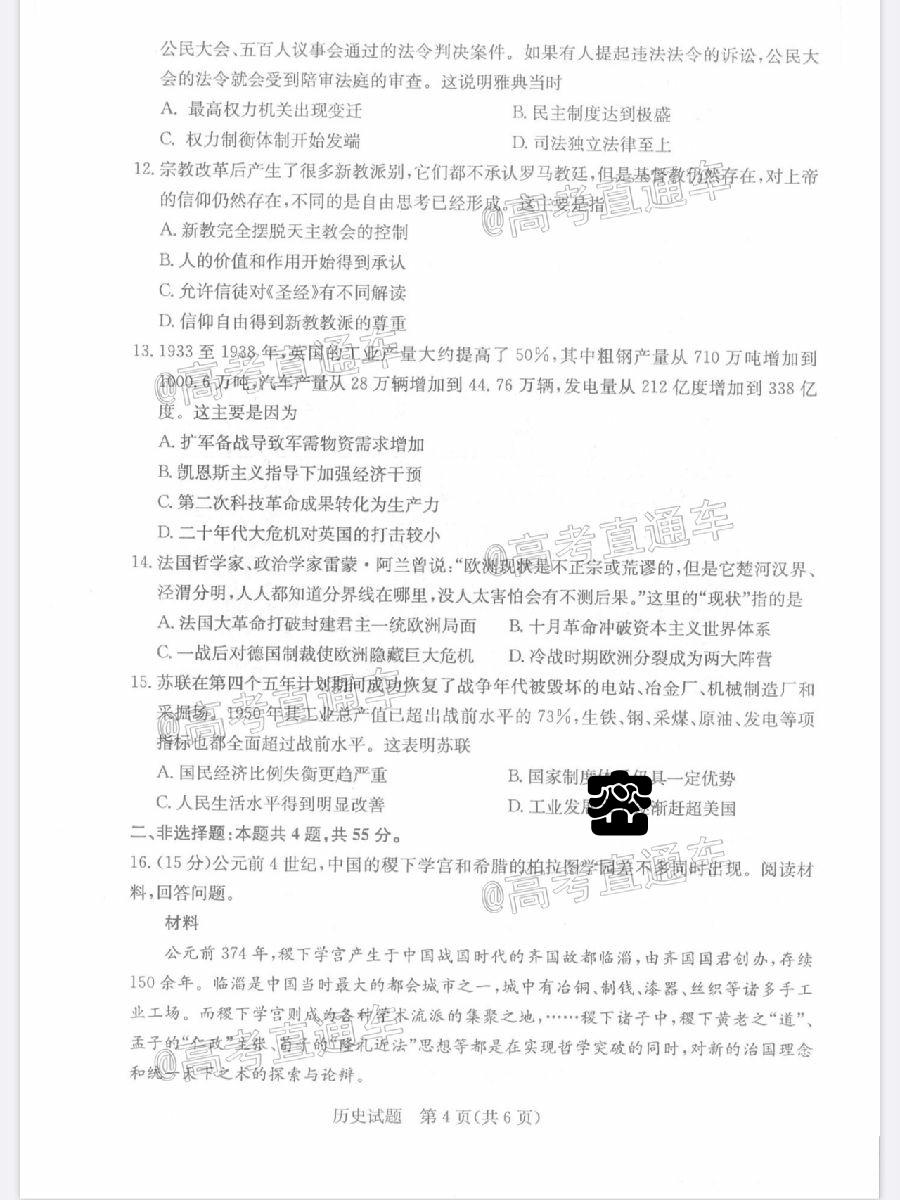 公民大会、五百人议事会通过的法令判决案件。如果有人提起违法法令的诉讼,公民大
会的法令就会受到陪审法庭的审查。这说明雅典当时
A. 最高权力机关出现变迁 B. 民主制度达到极盛
C. 权力制衡体制开始发端 D. 司法独立法律至上
12. 宗教改革后产生了很多新教派别,它们都不承认罗马教廷,但是基督教仍然存在,对上帝
的信仰仍然存在,不同的是自由思考已经形成。这主要是指
A. 新教完全摆脱天主教会的控制
B. 人的价值和作用开始得到承认
C. 允许信徒对《圣经》有不同解读
D. 信仰自由得到新教教派的尊重
13. 1933 至 1938 年,英国的工业产量大约提高了 50%,其中粗钢产量从 710 万吨增加到
1000.6 万吨,汽车产量从 28 万辆增加到 44.76 万辆,发电量从 212 亿度增加到 338 亿
度。这主要是因为
A. 扩军备战导致军需物资需求增加
B. 凯恩斯主义指导下加强经济干预
C. 第二次科技革命成果转化为生产力
D. 二十年代大危机对英国的打击较小
14. 法国哲学家、政治学家雷蒙·阿兰曾说:“欧洲现状是不正宗或荒谬的,但是它楚河汉界、
泾渭分明,人人都知道分界线在哪里,没人太害怕会有不测后果。”这里的“现状”指的是
A. 法国大革命打破封建君主一统欧洲局面 B. 十月革命冲破资本主义世界体系
C. 一战后对德国制裁使欧洲隐藏巨大危机 D. 冷战时期欧洲分裂成为两大阵营
15. 苏联在第四个五年计划期间成功恢复了战争年代被毁坏的电站、冶金厂、机械制造厂和
采掘场。1950 年其工业总产值已超出战前水平的 73%,生铁、钢、采煤、原油、发电等项
指标也都全面超过战前水平。这表明苏联
A. 国民经济比例失衡更趋严重 B. 国家制度 仍具一定优势
C. 人民生活水平得到明显改善 D. 工业发展 渐赶超美国
二、非选择题:本题共 4 题,共 55 分。
16. (15 分)公元前 4 世纪,中国的稷下学宫和希腊的柏拉图学园差不多同时出现。阅读材
料,回答问题。
材料
公元前 374 年,稷下学宫产生于中国战国时代的齐国故都临淄,由齐国国君创办,存续
150 余年。临淄是中国当时最大的都会城市之一,城中有冶铜、制钱、漆器、丝织等诸多手工
业工场。而稷下学宫则成为各种学术流派的集聚之地,……稷下诸子中,稷下黄老之“道”、
孟子的“仁政”主张、荀子的“隆礼近法”思想等都是在实现哲学突破的同时,对新的治国理念
和统一天下之术的探索与论辩。
历史试题 第 4 页(共 6 页)
@高考直通车
@高考直通车
@高考直通车
@高考直通车
@高考直通车
@高考直通车